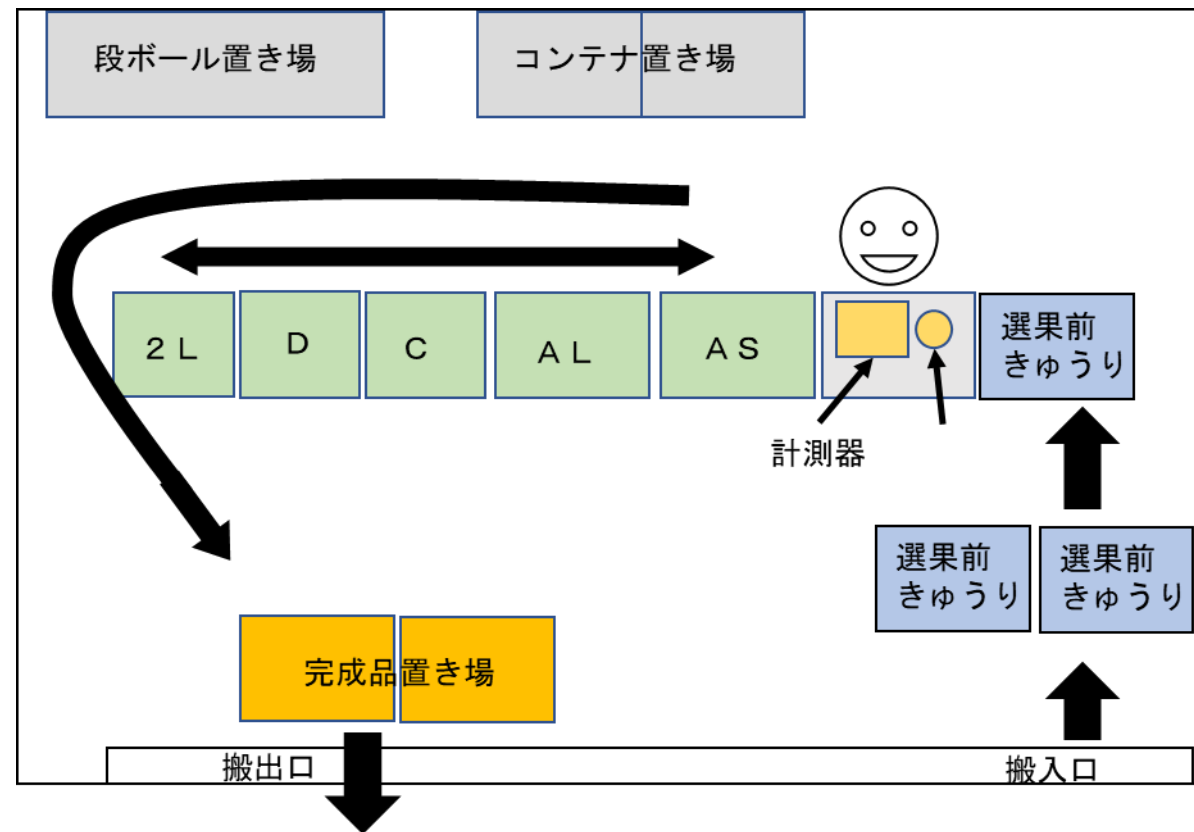 段ボール置き場
コンテナ置き場
2L
D
C
AL
AS
選果前
きゅうり
計測器
選果前
きゅうり
選果前
きゅうり
完成品置き場
搬出口
搬入口